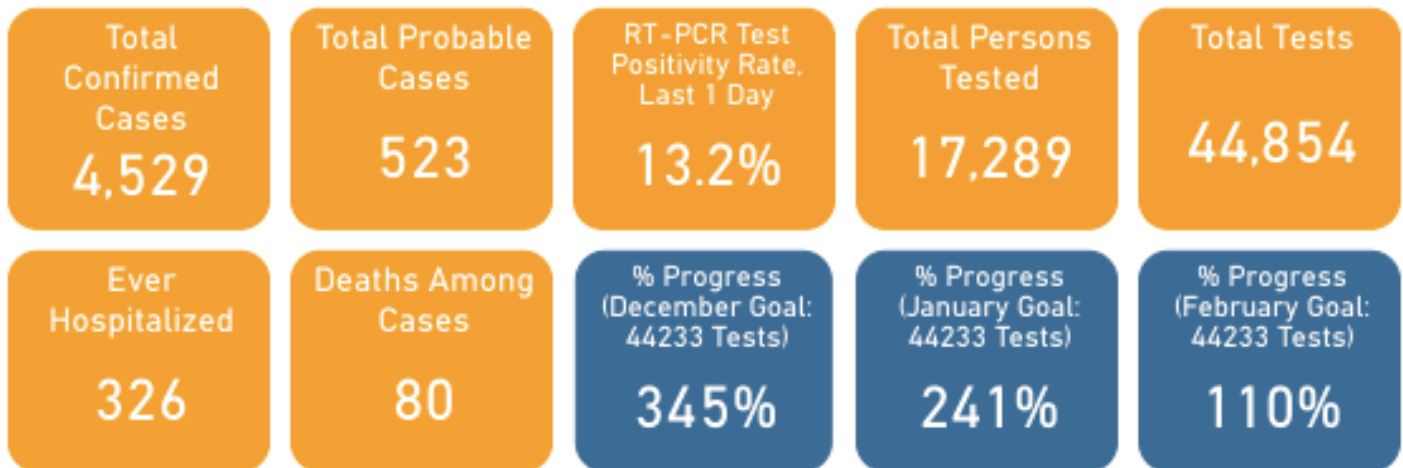 Total
Confirmed
Cases
4,529
Total Probable
Cases
523
RT-PCR Test
Positivity Rate,
Last 1 Day
13.2%
Total Persons
Tested
17,289
Total Tests
44,854
Ever
Hospitalized
326
Deaths Among
Cases
80
% Progress
(December Goal:
44233 Tests)
345%
% Progress
(January Goal:
44233 Tests)
241%
% Progress
(February Goal:
44233 Tests)
110%